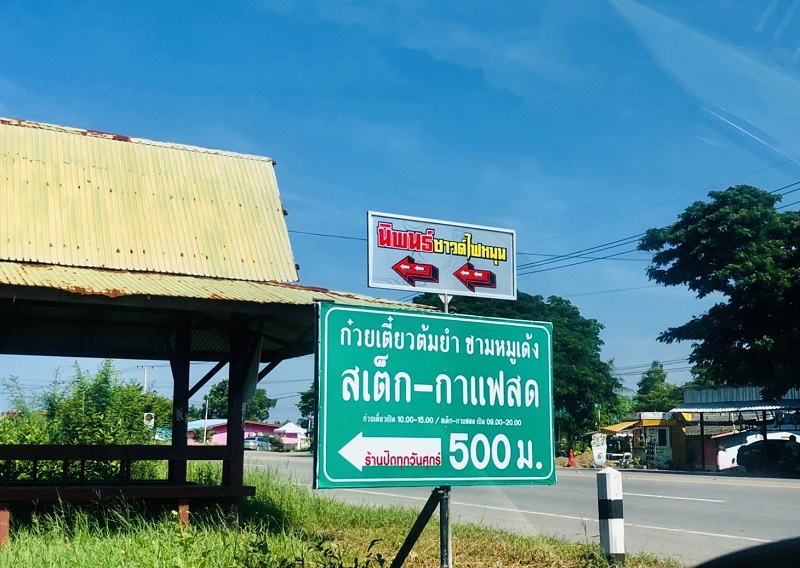 นิพนธ์ซาวด์ไฟหมุน
ก๋วยเตี๋ยวต้มยำ ชามหมูเด้ง
สเต็ก-กาแฟสด
ก๋วยเตี๋ยวเปิด 10.00-15.00 / สเต็ก-กาแฟ เปิด 09.00-20.00
ร้านปิดทุกวันศุกร์ 500 ม.